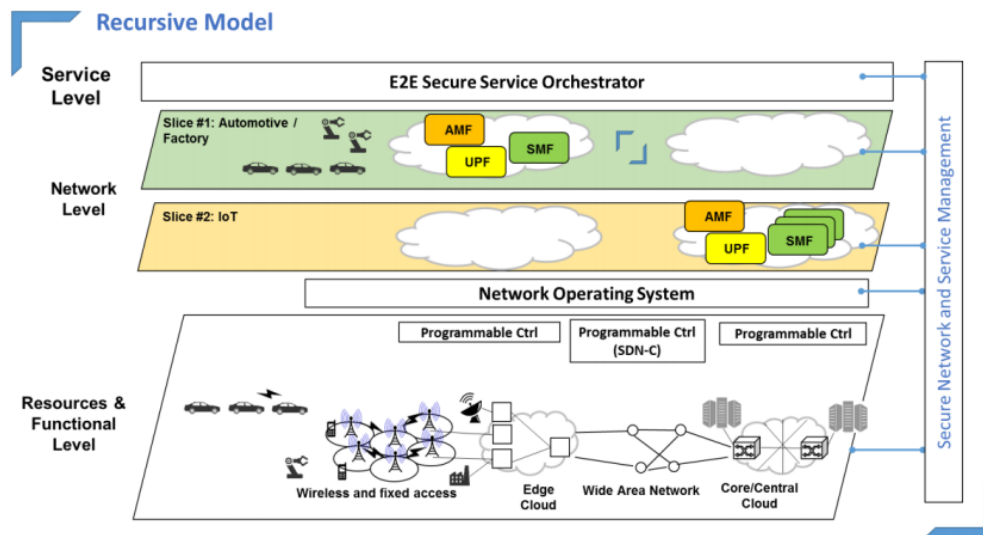 Recursive Model
Service
Level
E2E Secure Service Orchestrator
Slice #1: Automotive /
Factory
AMF
UPF
SMF
Network
Level
Slice #2: IoT
AMF
UPF
SMF
Network Operating System
Programmable Ctrl
Programmable Ctrl
(SDN-C)
Programmable Ctrl
Resources &
Functional
Level
Wireless and fixed access
Edge
Cloud
Wide Area Network
Core/Central
Cloud
Secure Network and Service Management